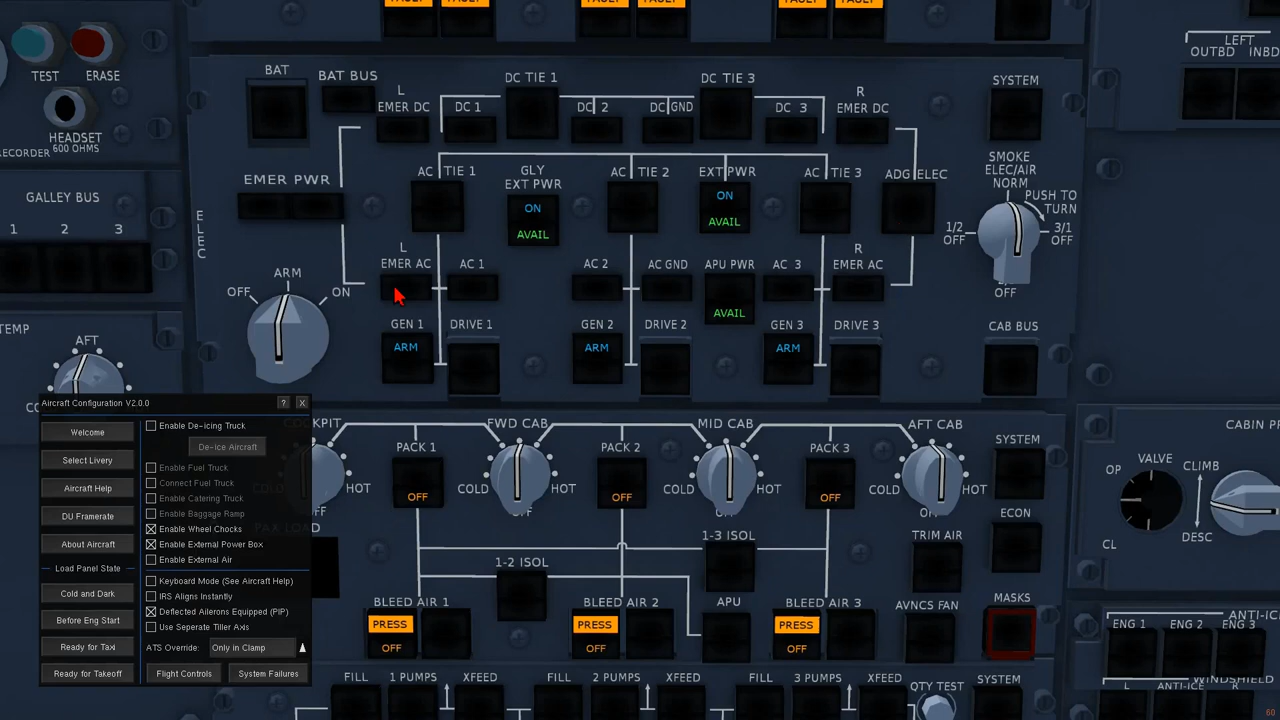 FAULT FAULT FAULT FAULT FAULT FAULT
TEST
ERASE
HEADSET
600 OHMS
RECORDER
GALLEY BUS
1 2 3
TEMP
AFT
ELEC
BAT
BAT BUS
L
EMER DC
DC 1
DC TIE 1
DC 2
DC GND
DC TIE 3
DC 3
R
EMER DC
SYSTEM
EMER PWR
AC TIE 1
GLY
EXT PWR
ON
AVAIL
AC TIE 2
EXT PWR
ON
AVAIL
AC TIE 3
ADG ELEC
SMOKE
ELEC/AIR
NORM
PUSH TO
TURN
1/2
OFF
3/1
OFF
OFF
L
EMER AC
AC 1
AC 2
AC GND
APU PWR
AVAIL
AC 3
R
EMER AC
OFF
ARM
ON
GEN 1
ARM
DRIVE 1
GEN 2
ARM
DRIVE 2
GEN 3
ARM
DRIVE 3
CAB BUS
LEFT
OUTBD INBD
COCKPIT
FWD CAB
MID CAB
AFT CAB
SYSTEM
PACK 1
OFF
PACK 2
OFF
PACK 3
OFF
HOT
COLD
HOT
COLD
HOT
COLD
HOT
ECON
1-3 ISOL
TRIM AIR
1-2 ISOL
BLEED AIR 1
PRESS
OFF
BLEED AIR 2
PRESS
OFF
APU
BLEED AIR 3
PRESS
OFF
AVNCS FAN
MASKS
CABIN
VALVE
OP
CL
CLIMB
DESC
ANTI-ICE
ENG 1 ENG 2 ENG 3
WINDSHIELD
L ANTI-ICE R
FILL
1 PUMPS
XFEED
FILL
2 PUMPS
XFEED
FILL
3 PUMPS
XFEED
QTY TEST
SYSTEM
Aircraft Configuration V2.0.0 ? X
Welcome
Select Livery
Aircraft Help
DU Framerate
About Aircraft
Load Panel State
Cold and Dark
Before Eng Start
Ready for Taxi
Ready for Takeoff
Enable De-icing Truck
De-Ice Aircraft
Enable Fuel Truck
Connect Fuel Truck
Enable Catering Truck
Enable Baggage Ramp
Enable Wheel Chocks
Enable External Power Box
Enable External Air
Keyboard Mode (See Aircraft Help)
IRS Aligns Instantly
Deflected Ailerons Equipped (PIP)
Use Seperate Tiller Axis
ATS Override: Only in Clamp
Flight Controls
System Failures
60